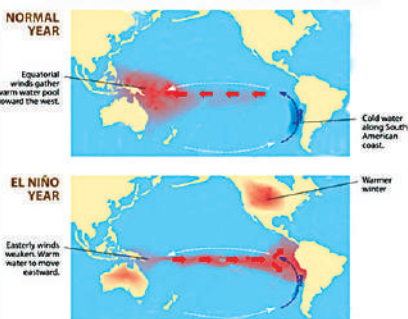 NORMAL
YEAR
Equatorial
winds gather
warm water pool
toward the west.
Cold water
along South
American
coast.
EL NIÑO
YEAR
Warmer
winter
Easterly winds
weaken. Warm
water to move
eastward.